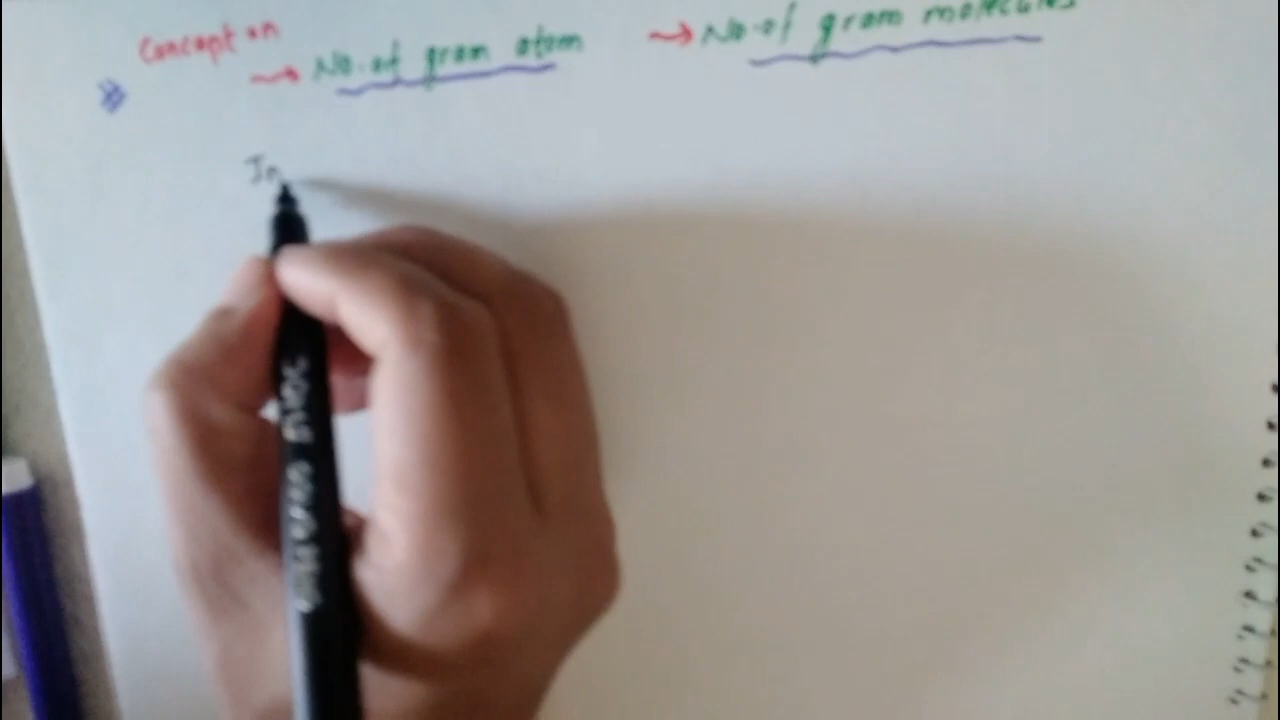 Concept on
→ No. of gram atom → No. of gram molecules
In